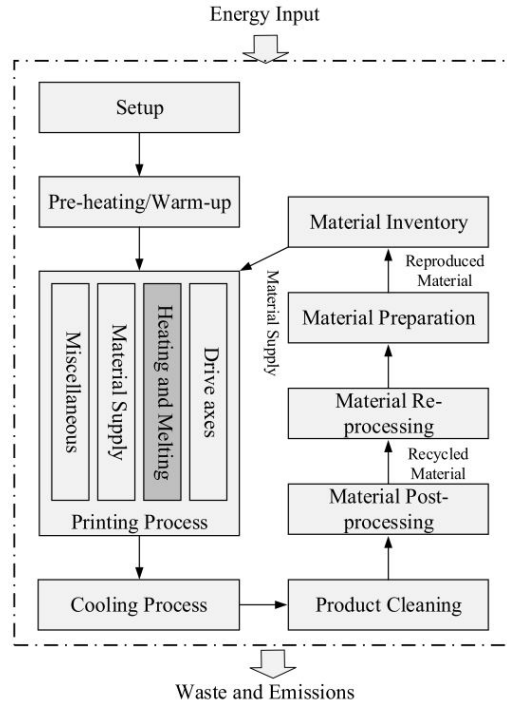 Energy Input
Setup
Pre-heating/Warm-up
Miscellaneous
Material Supply
Heating and Melting
Drive axes
Printing Process
Cooling Process
Product Cleaning
Material Post-
processing
Recycled
Material
Material Re-
processing
Material Preparation
Reproduced
Material
Material Inventory
Material Supply
Waste and Emissions